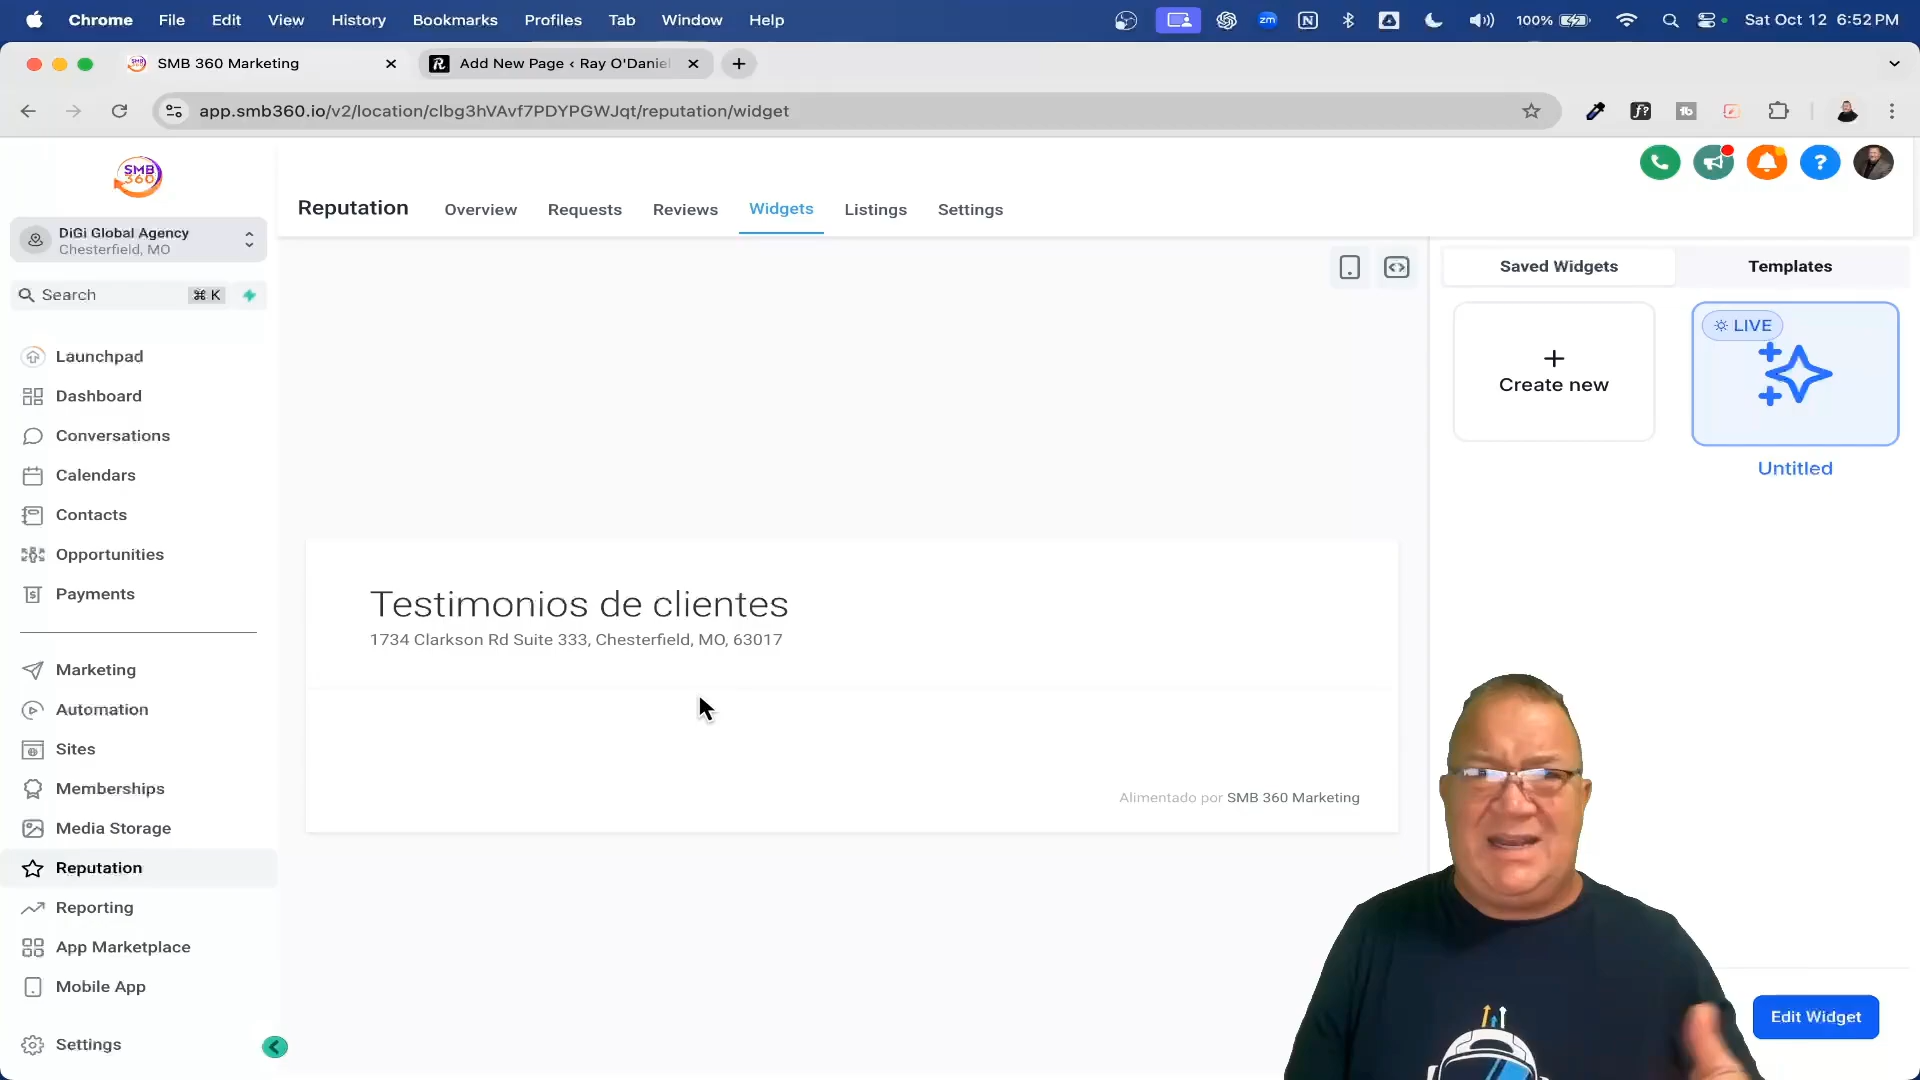 Chrome File Edit View History Bookmarks Profiles Tab Window Help
zm 100% Sat Oct 12 6:52 PM
SMB 360 Marketing
Add New Page ‹ Ray O'Daniel
app.smb360.io/v2/location/clbg3hVAvf7PDYPGWJqt/reputation/widget
f?
tb
SMB
360
DiGi Global Agency
Chesterfield, MO
Search ⌘ K
Launchpad
Dashboard
Conversations
Calendars
Contacts
Opportunities
Payments
Marketing
Automation
Sites
Memberships
Media Storage
Reputation
Reporting
App Marketplace
Mobile App
Settings
Reputation Overview Requests Reviews Widgets Listings Settings
Testimonios de clientes
1734 Clarkson Rd Suite 333, Chesterfield, MO, 63017
Alimentado por SMB 360 Marketing
Saved Widgets Templates
+
Create new
LIVE
Untitled
Edit Widget